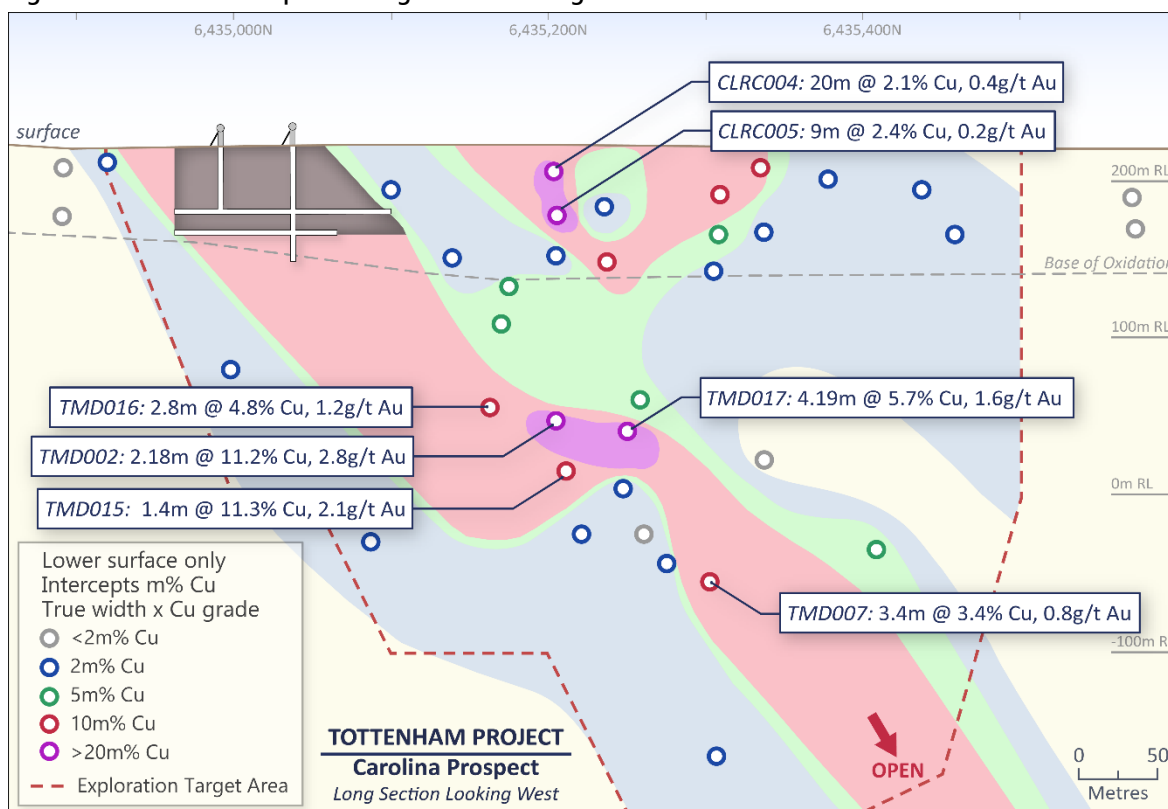 6,435,000N
6,435,200N
6,435,400N
CLRC004: 20m @ 2.1% Cu, 0.4g/t Au
surface
CLRC005: 9m @ 2.4% Cu, 0.2g/t Au
200m RL
Base of Oxidation
100m RL
TMD016: 2.8m @ 4.8% Cu, 1.2g/t Au
TMD017: 4.19m @ 5.7% Cu, 1.6g/t Au
TMD002: 2.18m @ 11.2% Cu, 2.8g/t Au
0m RL
TMD015: 1.4m @ 11.3% Cu, 2.1g/t Au
TMD007: 3.4m @ 3.4% Cu, 0.8g/t Au
-100m RL
Lower surface only
Intercepts m% Cu
True width x Cu grade
<2m% Cu
2m% Cu
5m% Cu
10m% Cu
>20m% Cu
Exploration Target Area
TOTTENHAM PROJECT
Carolina Prospect
Long Section Looking West
OPEN
0 50
Metres